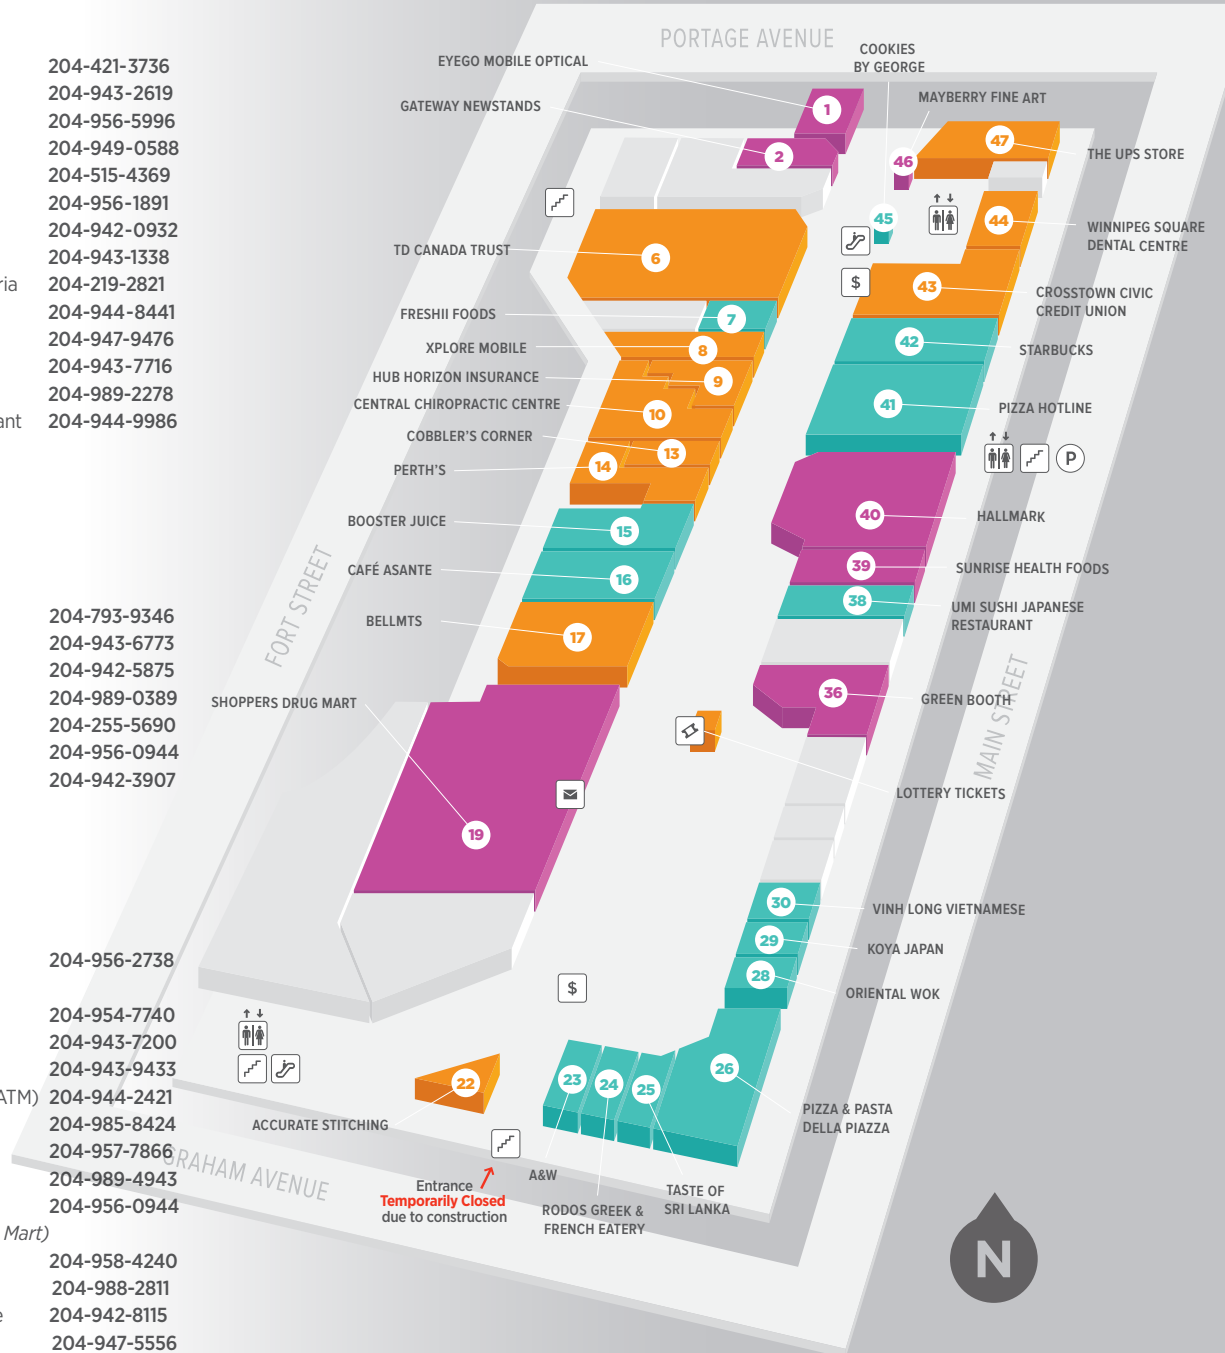 204-421-3736
204-943-2619
204-956-5996
204-949-0588
204-515-4369
204-956-1891
204-942-0932
204-943-1338
ria 204-219-2821
204-944-8441
204-947-9476
204-943-7716
204-989-2278
ant 204-944-9986
204-793-9346
204-943-6773
204-942-5875
204-989-0389
204-255-5690
204-956-0944
204-942-3907
204-956-2738
204-954-7740
204-943-7200
204-943-9433
ATM) 204-944-2421
204-985-8424
204-957-7866
204-989-4943
204-956-0944
Mart)
204-958-4240
204-988-2811
e 204-942-8115
204-947-5556
PORTAGE AVENUE
FORT STREET
MAIN STREET
GRAHAM AVENUE
EYEGO MOBILE OPTICAL
1
GATEWAY NEWSTANDS
2
TD CANADA TRUST
6
FRESHII FOODS
7
XPLORE MOBILE
8
HUB HORIZON INSURANCE
9
CENTRAL CHIROPRACTIC CENTRE
10
COBBLER'S CORNER
13
PERTH'S
14
BOOSTER JUICE
15
CAFÉ ASANTE
16
BELLMTS
17
SHOPPERS DRUG MART
19
COOKIES
BY GEORGE
45
MAYBERRY FINE ART
46
47
THE UPS STORE
44
WINNIPEG SQUARE
DENTAL CENTRE
$
43
CROSSTOWN CIVIC
CREDIT UNION
42
STARBUCKS
41
PIZZA HOTLINE
P
40
HALLMARK
39
SUNRISE HEALTH FOODS
38
UMI SUSHI JAPANESE
RESTAURANT
36
GREEN BOOTH
LOTTERY TICKETS
30
VINH LONG VIETNAMESE
29
KOYA JAPAN
28
ORIENTAL WOK
$
26
PIZZA & PASTA
DELLA PIAZZA
22
ACCURATE STITCHING
23
A&W
24
RODOS GREEK &
FRENCH EATERY
25
TASTE OF
SRI LANKA
Entrance
Temporarily Closed
due to construction
N